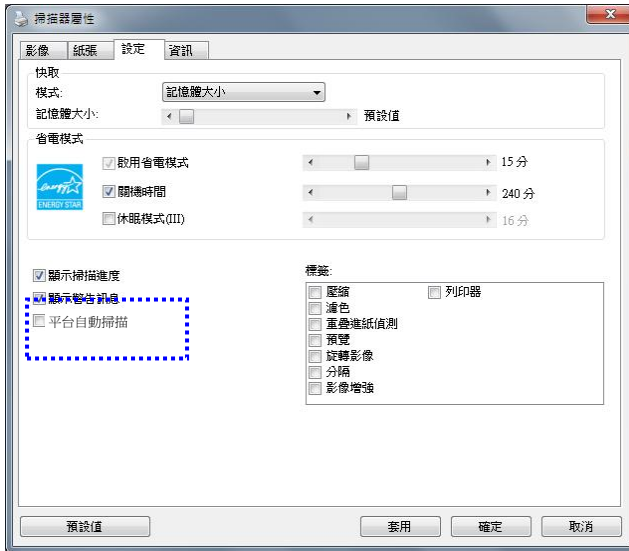 掃描器屬性
影像 紙張 設定 資訊
快取
模式: 記憶體大小
記憶體大小: 預設值
省電模式
啟用省電模式 15 分
關機時間 240 分
休眠模式(III) 16 分
energy
ENERGY STAR
顯示掃描進度
顯示警告訊息
平台自動掃描
標籤:
壓縮 列印器
濾色
重疊進紙偵測
預覽
旋轉影像
分隔
影像增強
預設值 套用 確定 取消